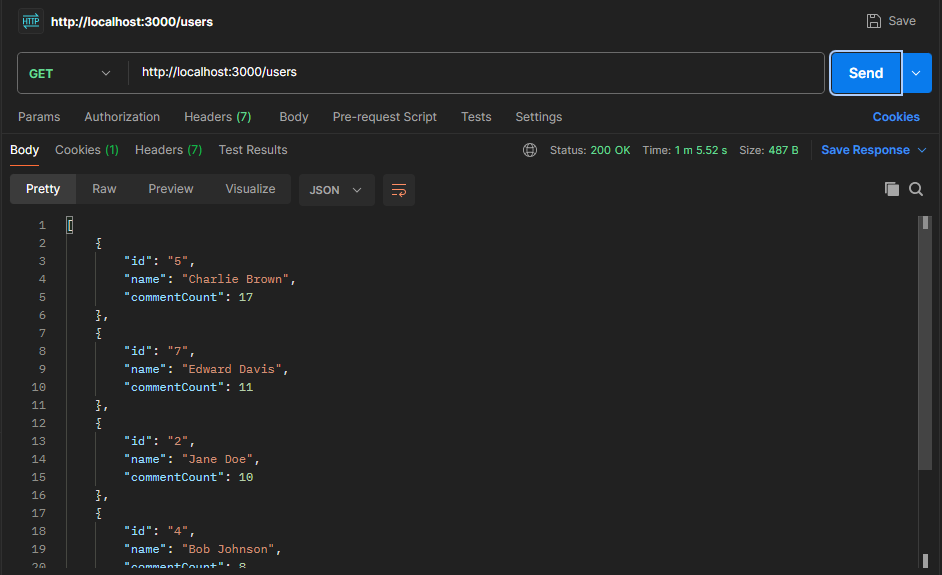 HTTP http://localhost:3000/users Save
GET http://localhost:3000/users Send
Params Authorization Headers (7) Body Pre-request Script Tests Settings Cookies
Body Cookies (1) Headers (7) Test Results Status: 200 OK Time: 1 m 5.52 s Size: 487 B Save Response
Pretty Raw Preview Visualize JSON
1 [
2 {
3 "id": "5",
4 "name": "Charlie Brown",
5 "commentCount": 17
6 },
7 {
8 "id": "7",
9 "name": "Edward Davis",
10 "commentCount": 11
11 },
12 {
13 "id": "2",
14 "name": "Jane Doe",
15 "commentCount": 10
16 },
17 {
18 "id": "4",
19 "name": "Bob Johnson",
20 "commentCount": 8